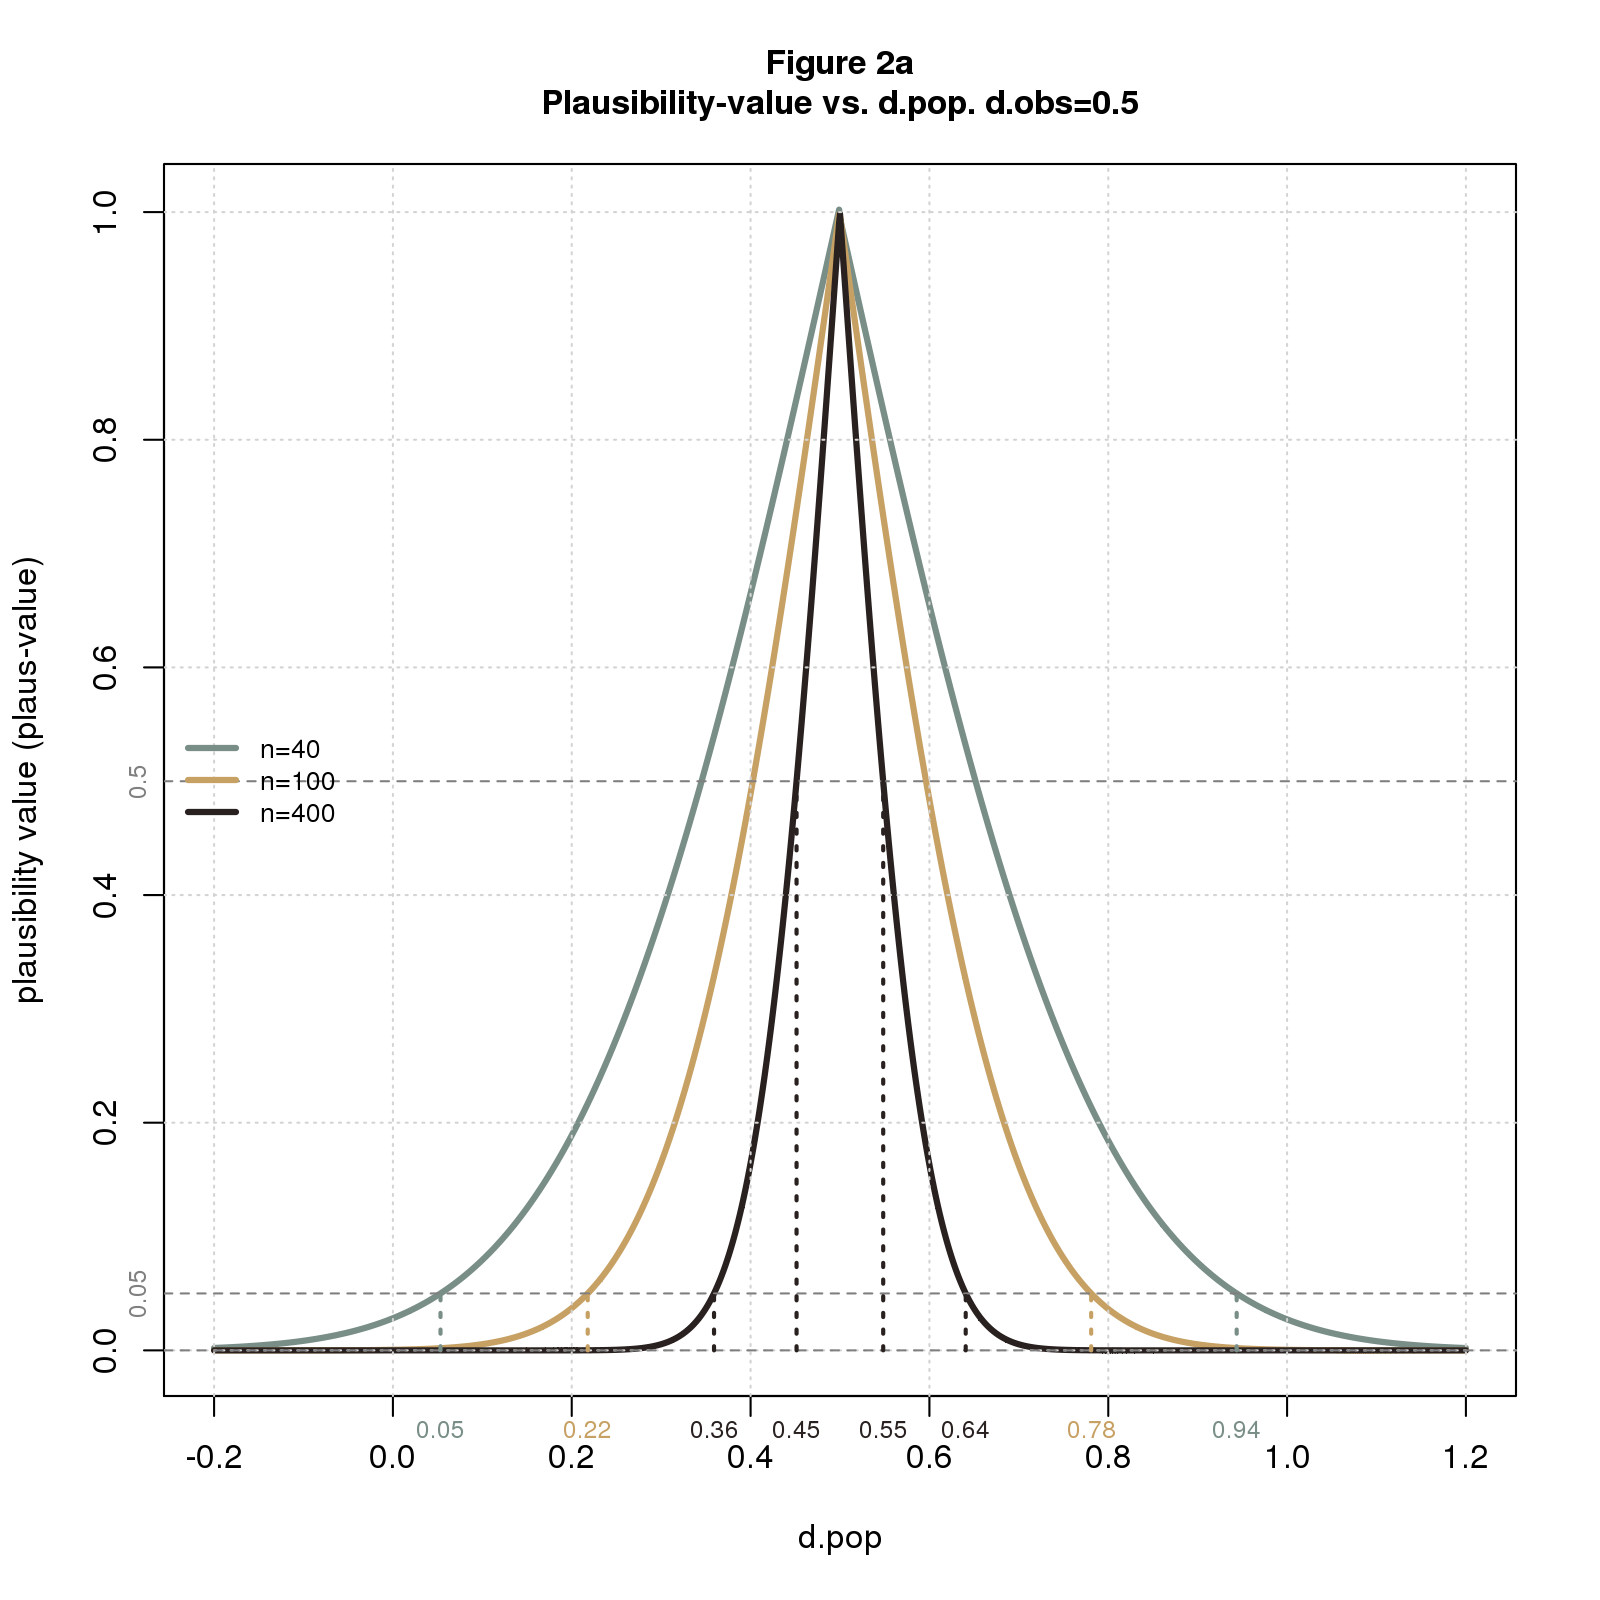 Figure 2a
Plausibility-value vs. d.pop. d.obs=0.5
plausibility value (plaus-value)
1.0
0.8
0.6
0.5
0.4
0.2
0.05
0.0
n=40
n=100
n=400
0.05 0.22 0.36 0.45 0.55 0.64 0.78 0.94
-0.2 0.0 0.2 0.4 0.6 0.8 1.0 1.2
d.pop